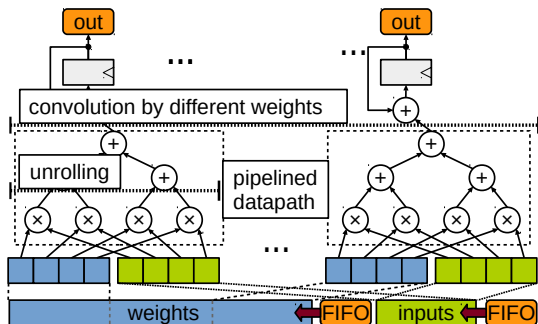 out
out
...
...
convolution by different weights
+
+
+
unrolling
+
+
+
pipelined
datapath
×
×
×
×
×
×
×
×
...
weights
FIFO
inputs
FIFO